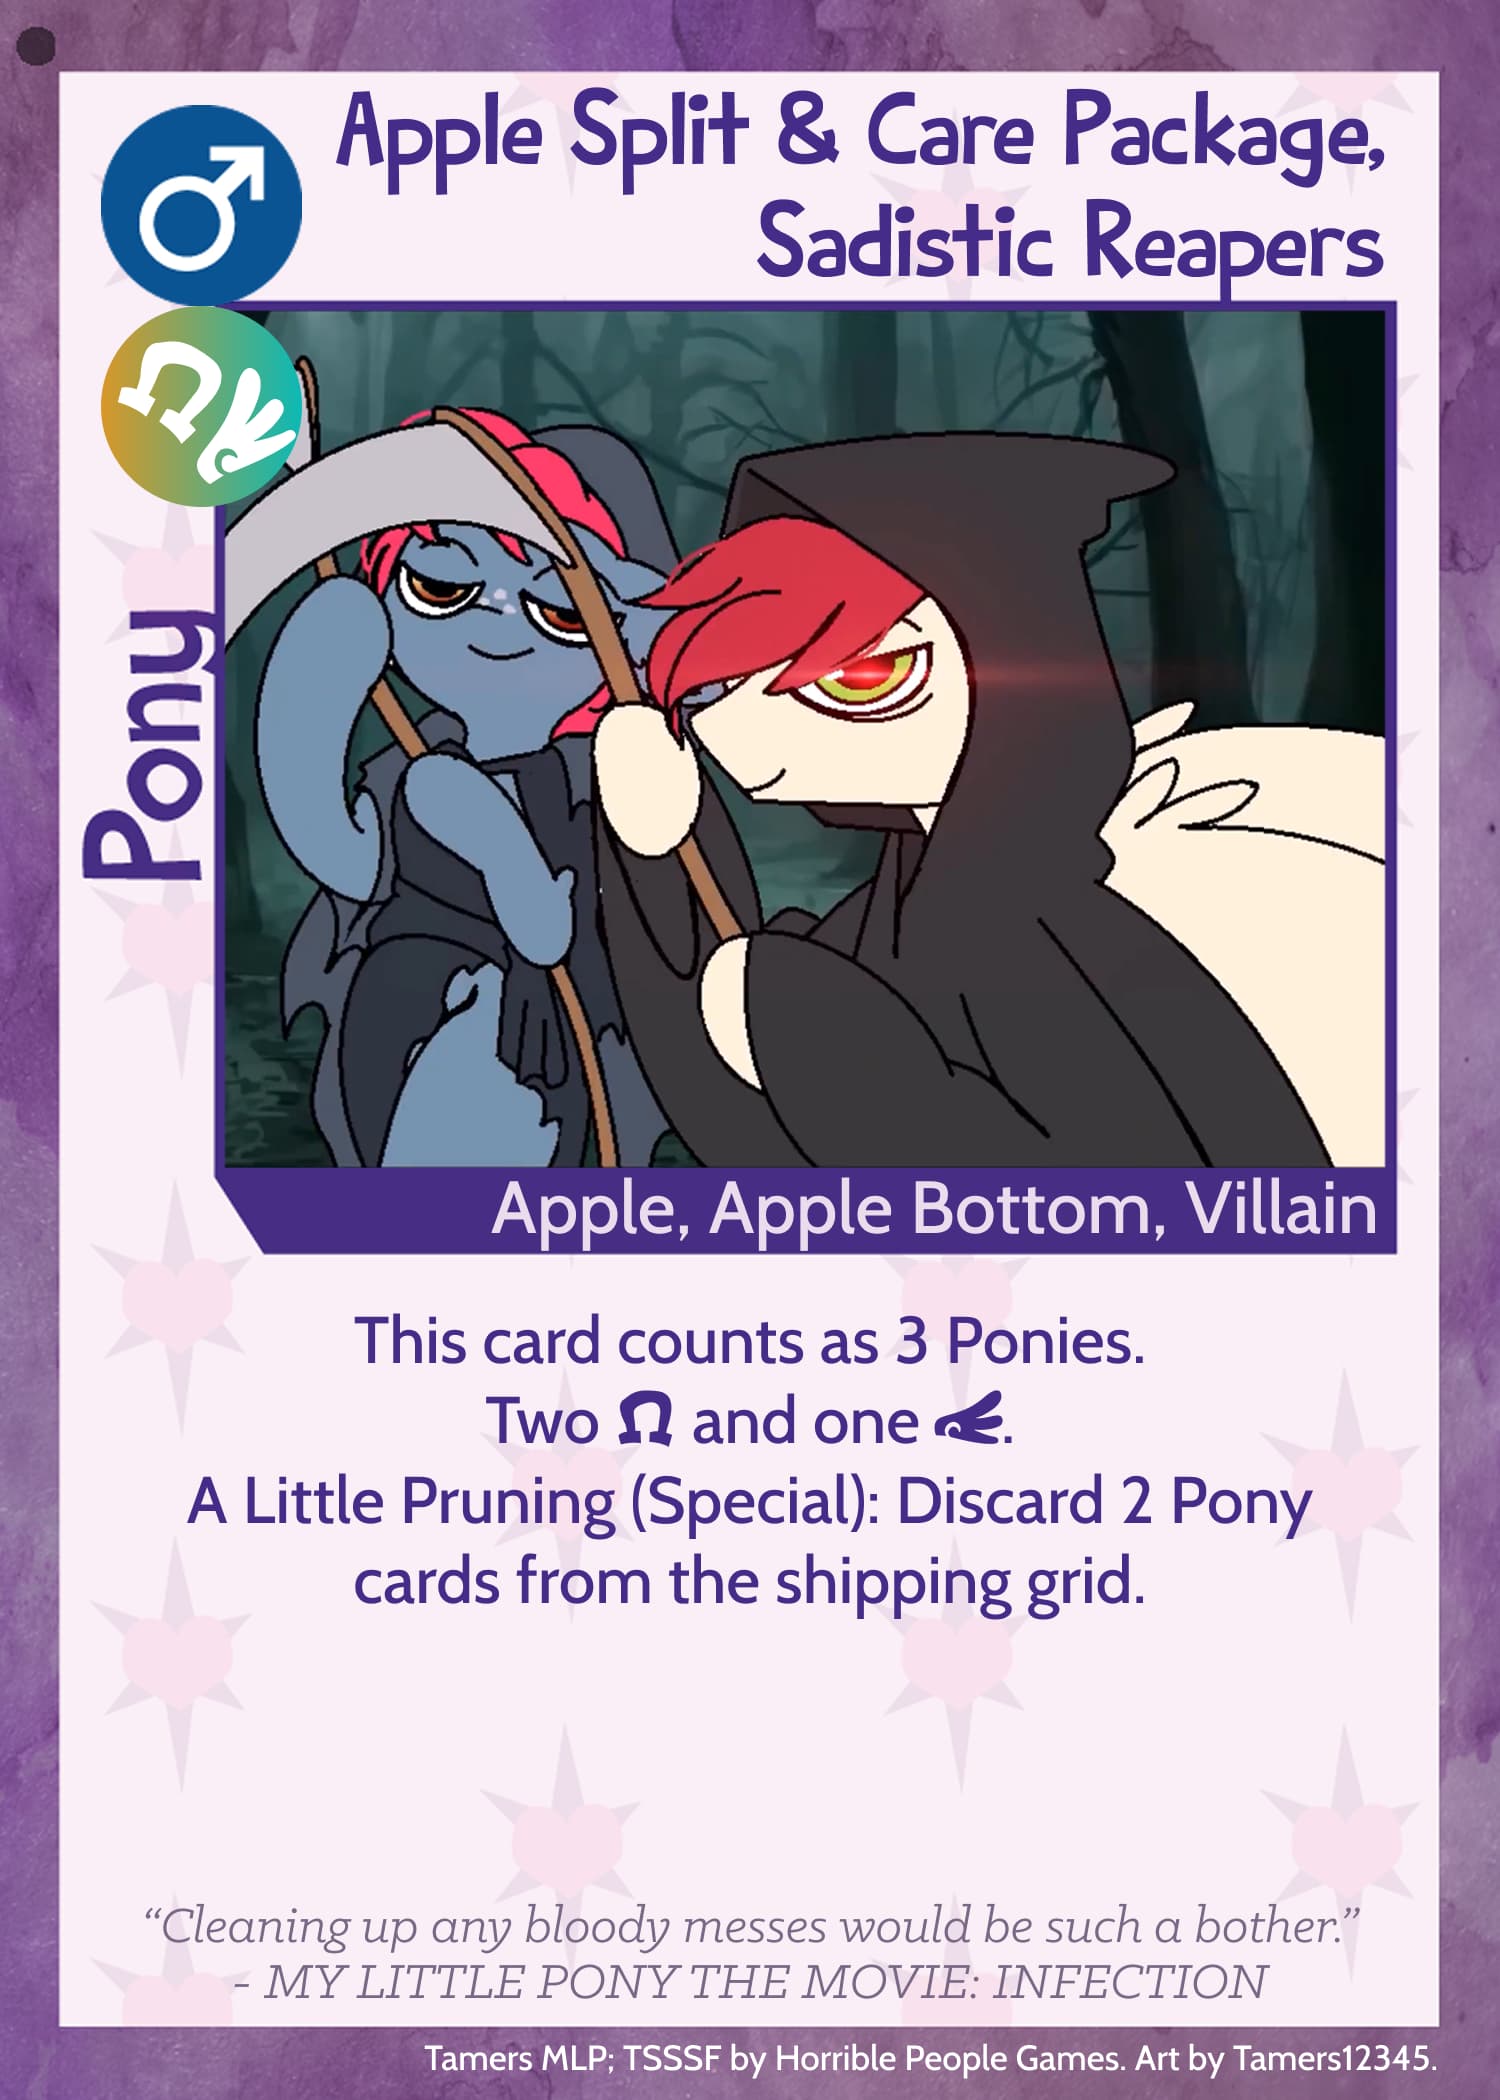 Apple Split & Care Package,
Sadistic Reapers
Pony
Apple, Apple Bottom, Villain
This card counts as 3 Ponies.
Two and one .
A Little Pruning (Special): Discard 2 Pony
cards from the shipping grid.
“Cleaning up any bloody messes would be such a bother.”
- MY LITTLE PONY THE MOVIE: INFECTION
Tamers MLP; TSSSF by Horrible People Games. Art by Tamers12345.